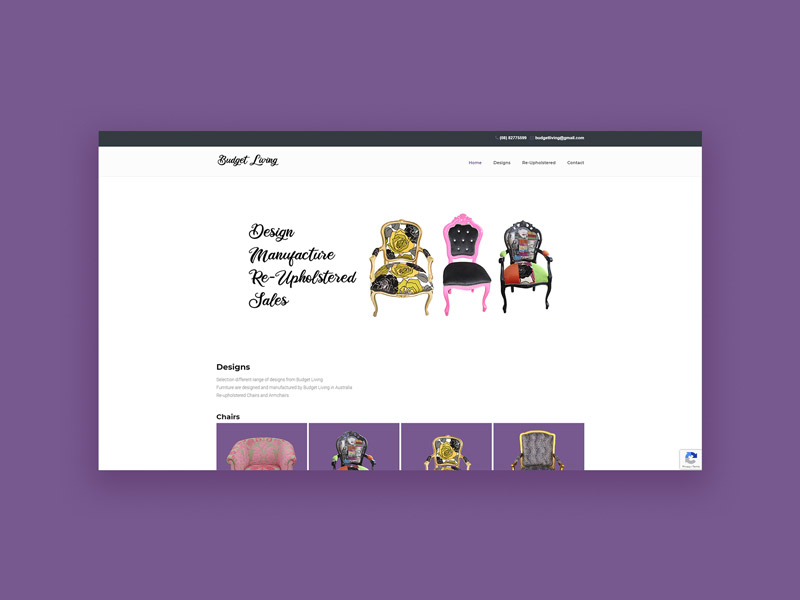 (08) 82775599 budgetliving@gmail.com
Budget Living
Home Designs Re-Upholstered Contact
Design
Manufacture
Re-Upholstered
Sales
Designs
Selection different range of designs from Budget Living
Furniture are designed and manufactured by Budget Living in Australia
Re-upholstered Chairs and Armchairs
Chairs